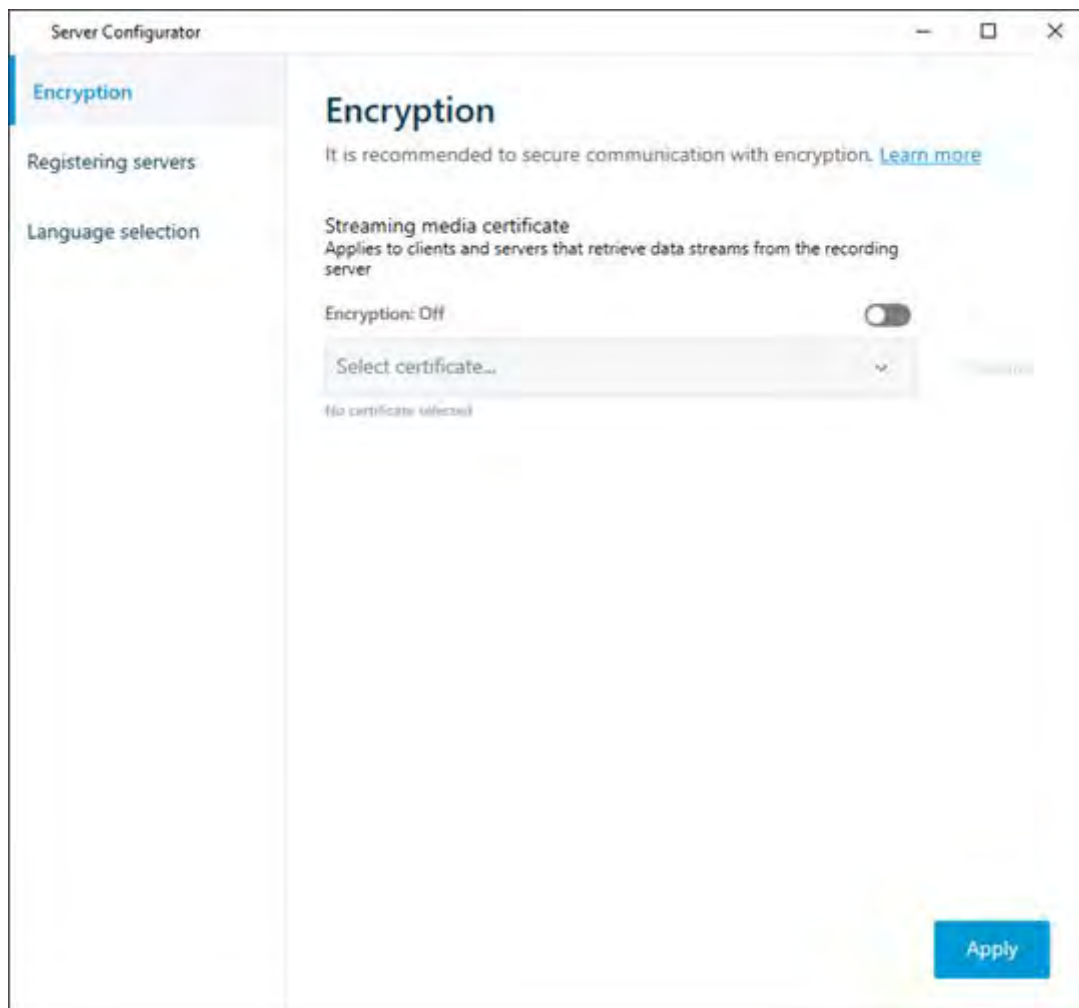 Server Configurator
Encryption
Registering servers
Language selection
Encryption
It is recommended to secure communication with encryption. Learn more
Streaming media certificate
Applies to clients and servers that retrieve data streams from the recording
server
Encryption: Off
Select certificate...
No certificate selected
Apply